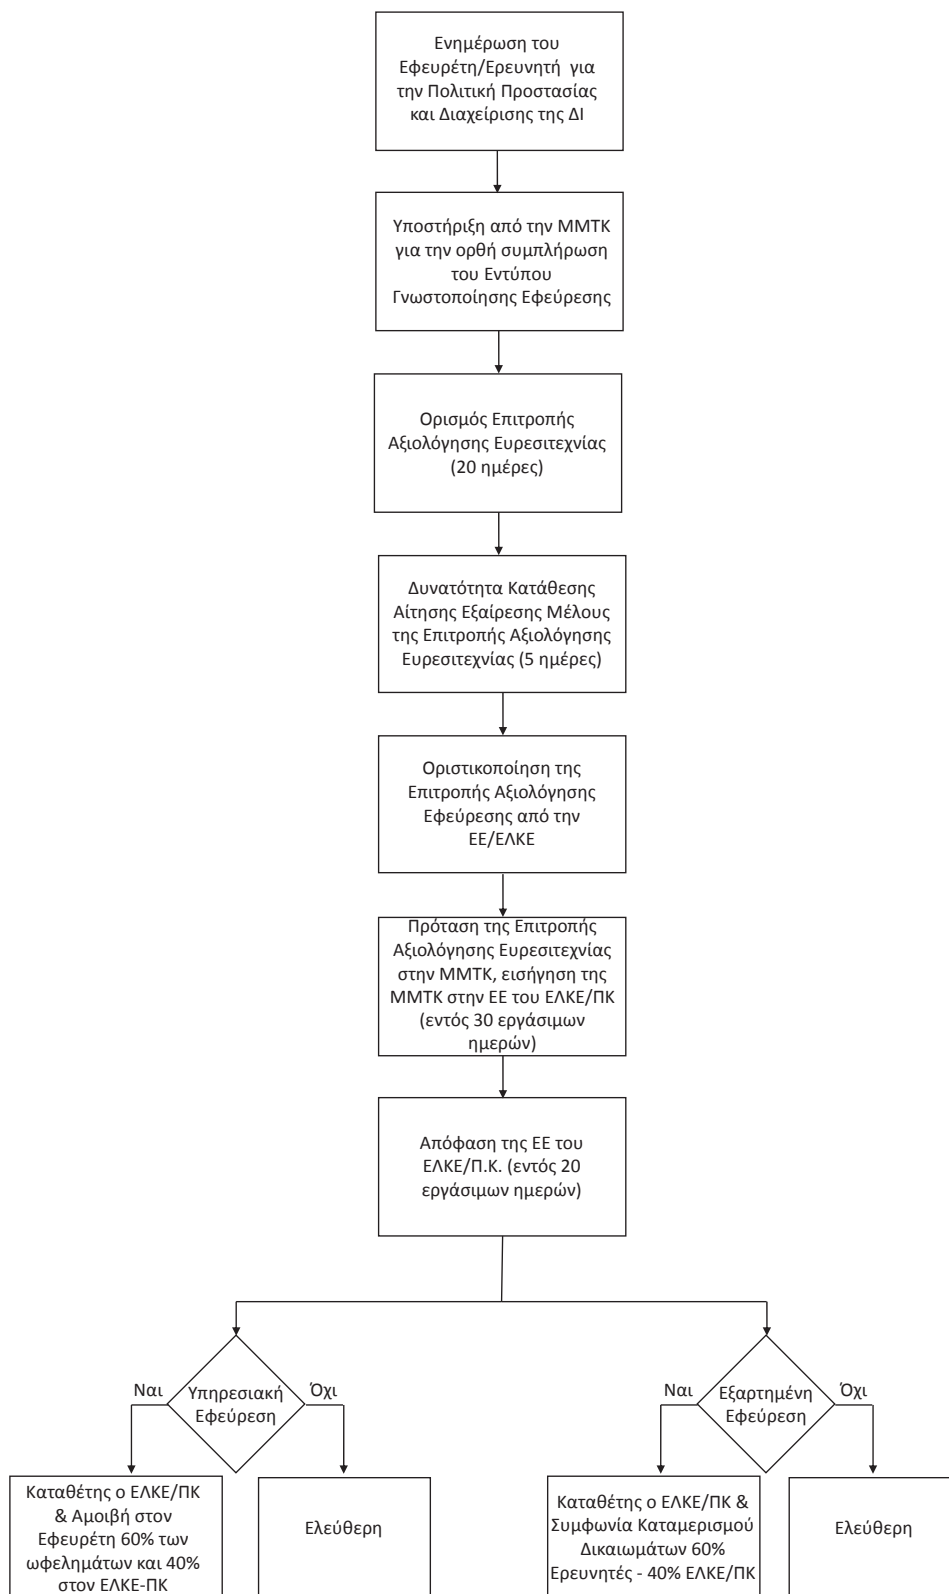 Ενημέρωση του
Εφευρέτη/Ερευνητή για
την Πολιτική Προστασίας
και Διαχείρισης της ΔΙ
Υποστήριξη από την ΜΜΤΚ
για την ορθή συμπλήρωση
του Εντύπου
Γνωστοποίησης Εφεύρεσης
Ορισμός Επιτροπής
Αξιολόγησης Ευρεσιτεχνίας
(20 ημέρες)
Δυνατότητα Κατάθεσης
Αίτησης Εξαίρεσης Μέλους
της Επιτροπής Αξιολόγησης
Ευρεσιτεχνίας (5 ημέρες)
Οριστικοποίηση της
Επιτροπής Αξιολόγησης
Εφεύρεσης από την
ΕΕ/ΕΛΚΕ
Πρόταση της Επιτροπής
Αξιολόγησης Ευρεσιτεχνίας
στην ΜΜΤΚ, εισήγηση της
ΜΜΤΚ στην ΕΕ του ΕΛΚΕ/ΠΚ
(εντός 30 εργάσιμων
ημερών)
Απόφαση της ΕΕ του
ΕΛΚΕ/Π.Κ. (εντός 20
εργάσιμων ημερών)
Ναι
Υπηρεσιακή
Εφεύρεση
Όχι
Ναι
Εξαρτημένη
Εφεύρεση
Όχι
Καταθέτης ο ΕΛΚΕ/ΠΚ
& Αμοιβή στον
Εφευρέτη 60% των
ωφελημάτων και 40%
στον ΕΛΚΕ-ΠΚ
Ελεύθερη
Καταθέτης ο ΕΛΚΕ/ΠΚ &
Συμφωνία Καταμερισμού
Δικαιωμάτων 60%
Ερευνητές - 40% ΕΛΚΕ/ΠΚ
Ελεύθερη